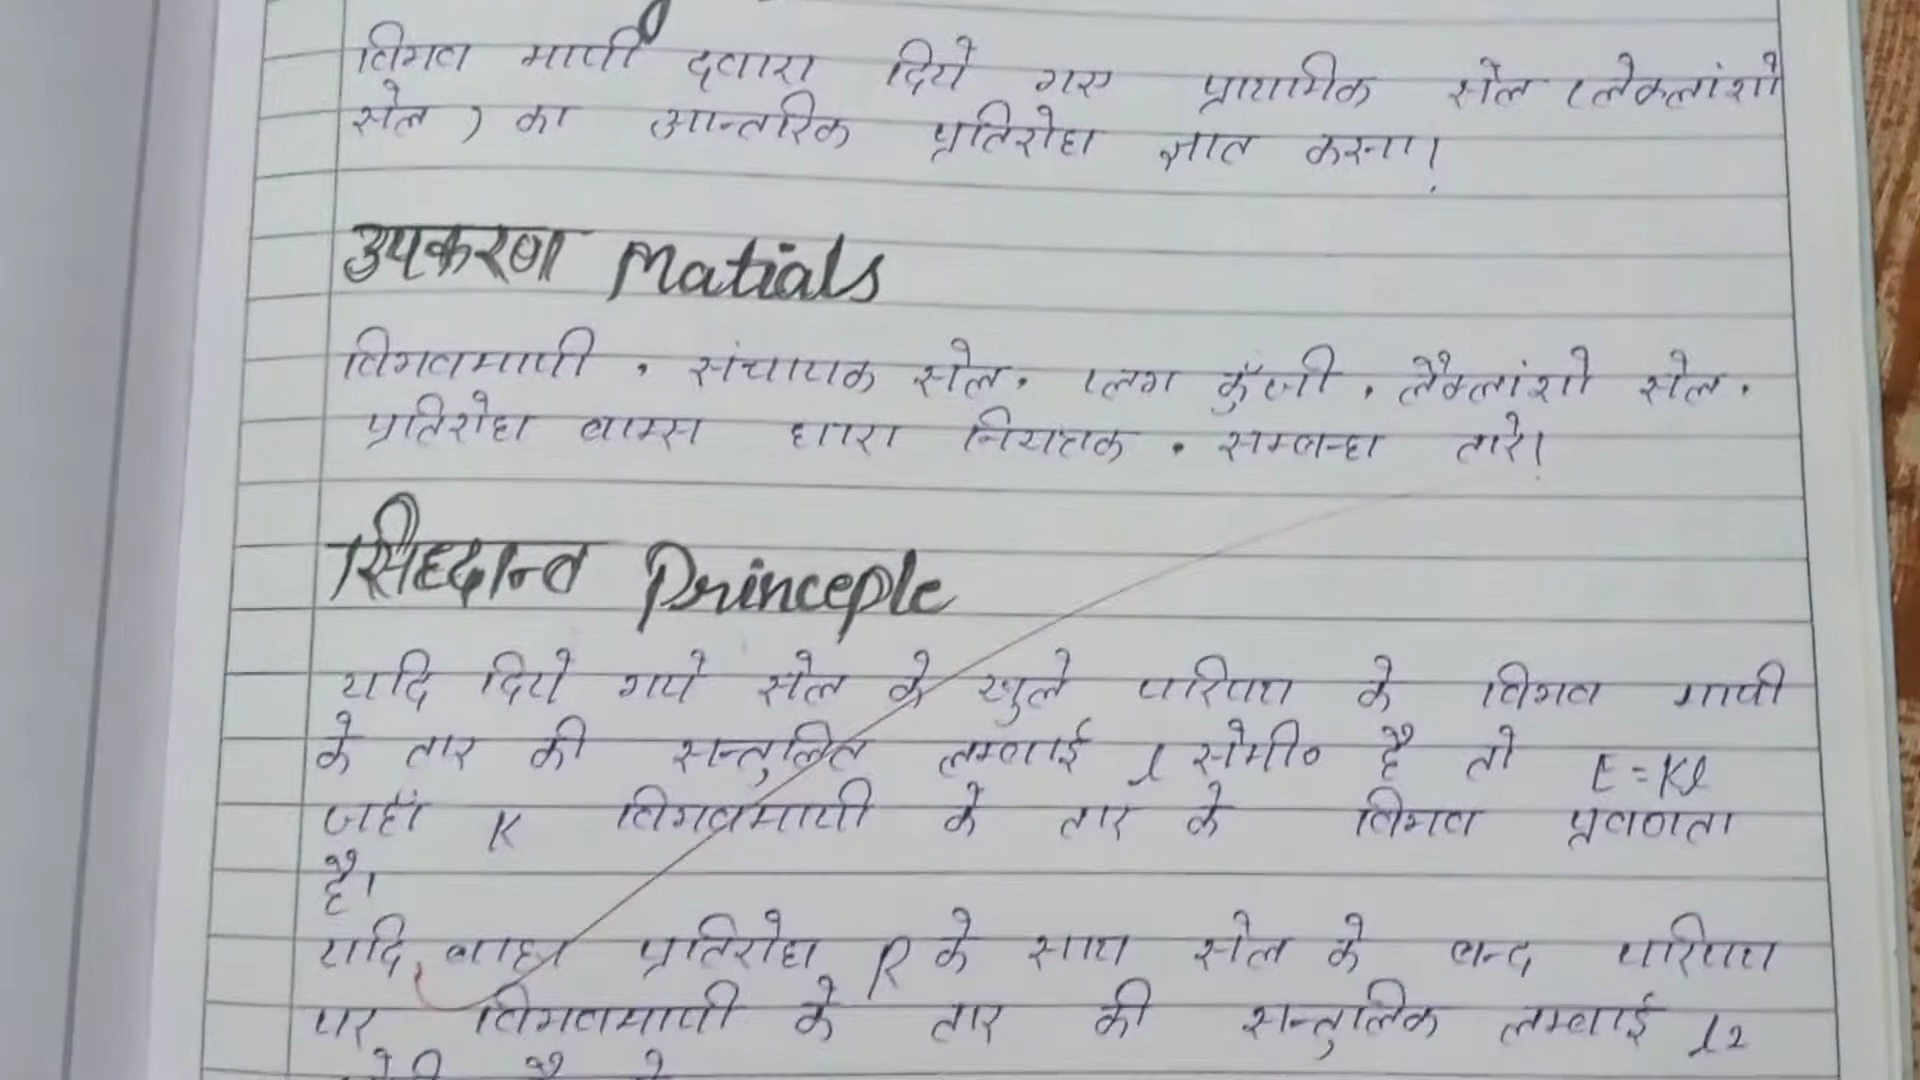 विभव मापी द्वारा दिये गए प्राथमिक सेल (लेक्लांशे
सेल) का आन्तरिक प्रतिरोध ज्ञात करना।
उपकरण Matials
विभवमापी, संचायक सेल, प्लग कुँजी, लैक्लांशे सेल,
प्रतिरोध बाक्स धारा नियंत्रक, सम्बन्ध तारे।
सिध्दान्त Princeple
यदि दिये गये सेल के खुले परिपथ के विभव मापी
के तार की सन्तुलित लम्बाई l सेमी० है तो E=Kl
जहाँ K विभवमापी के तार के विभव प्रवणता
है।
यदि, बाह्य प्रतिरोध R के साथ सेल के बन्द परिपथ
पर विभवमापी के तार की सन्तुलिक लम्बाई l2